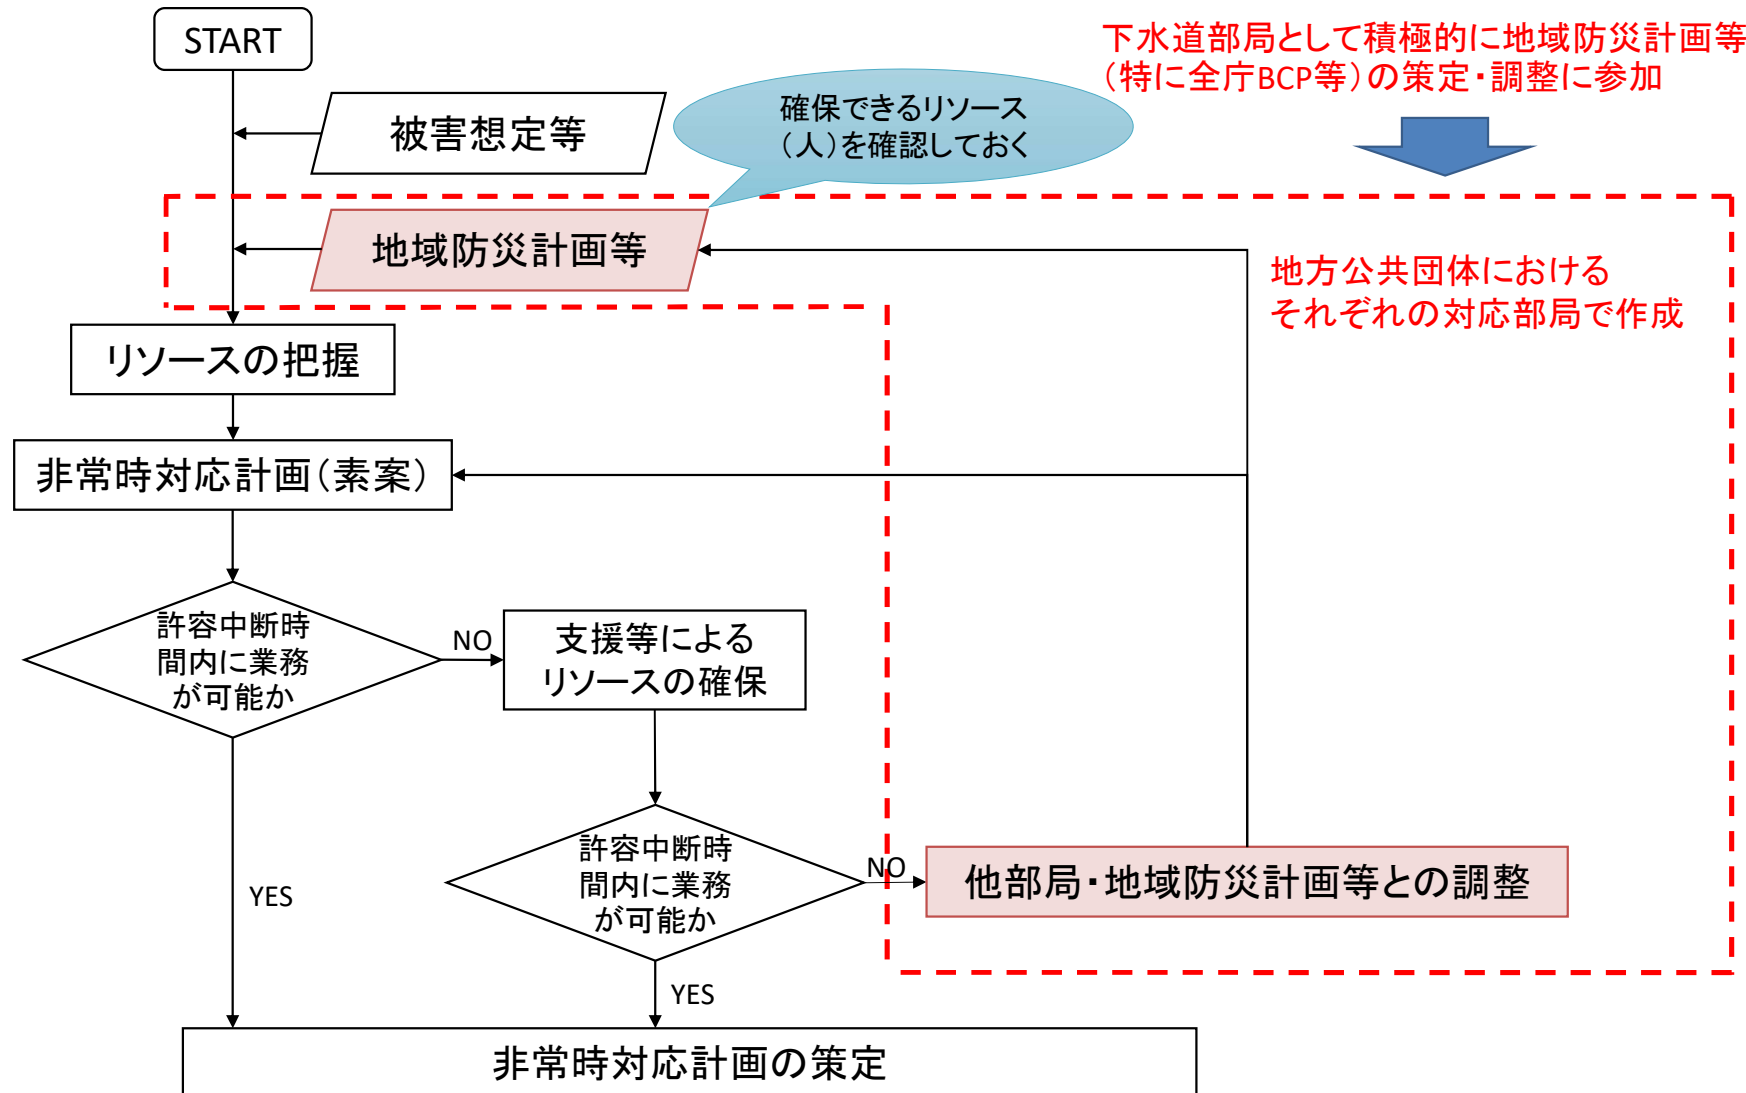 START
下水道部局として積極的に地域防災計画等
（特に全庁BCP等）の策定・調整に参加
被害想定等
確保できるリソース
（人）を確認しておく
地域防災計画等
地方公共団体における
それぞれの対応部局で作成
リソースの把握
非常時対応計画（素案）
許容中断時
間内に業務
が可能か
NO
支援等による
リソースの確保
許容中断時
間内に業務
が可能か
NO
他部局・地域防災計画等との調整
YES
YES
非常時対応計画の策定